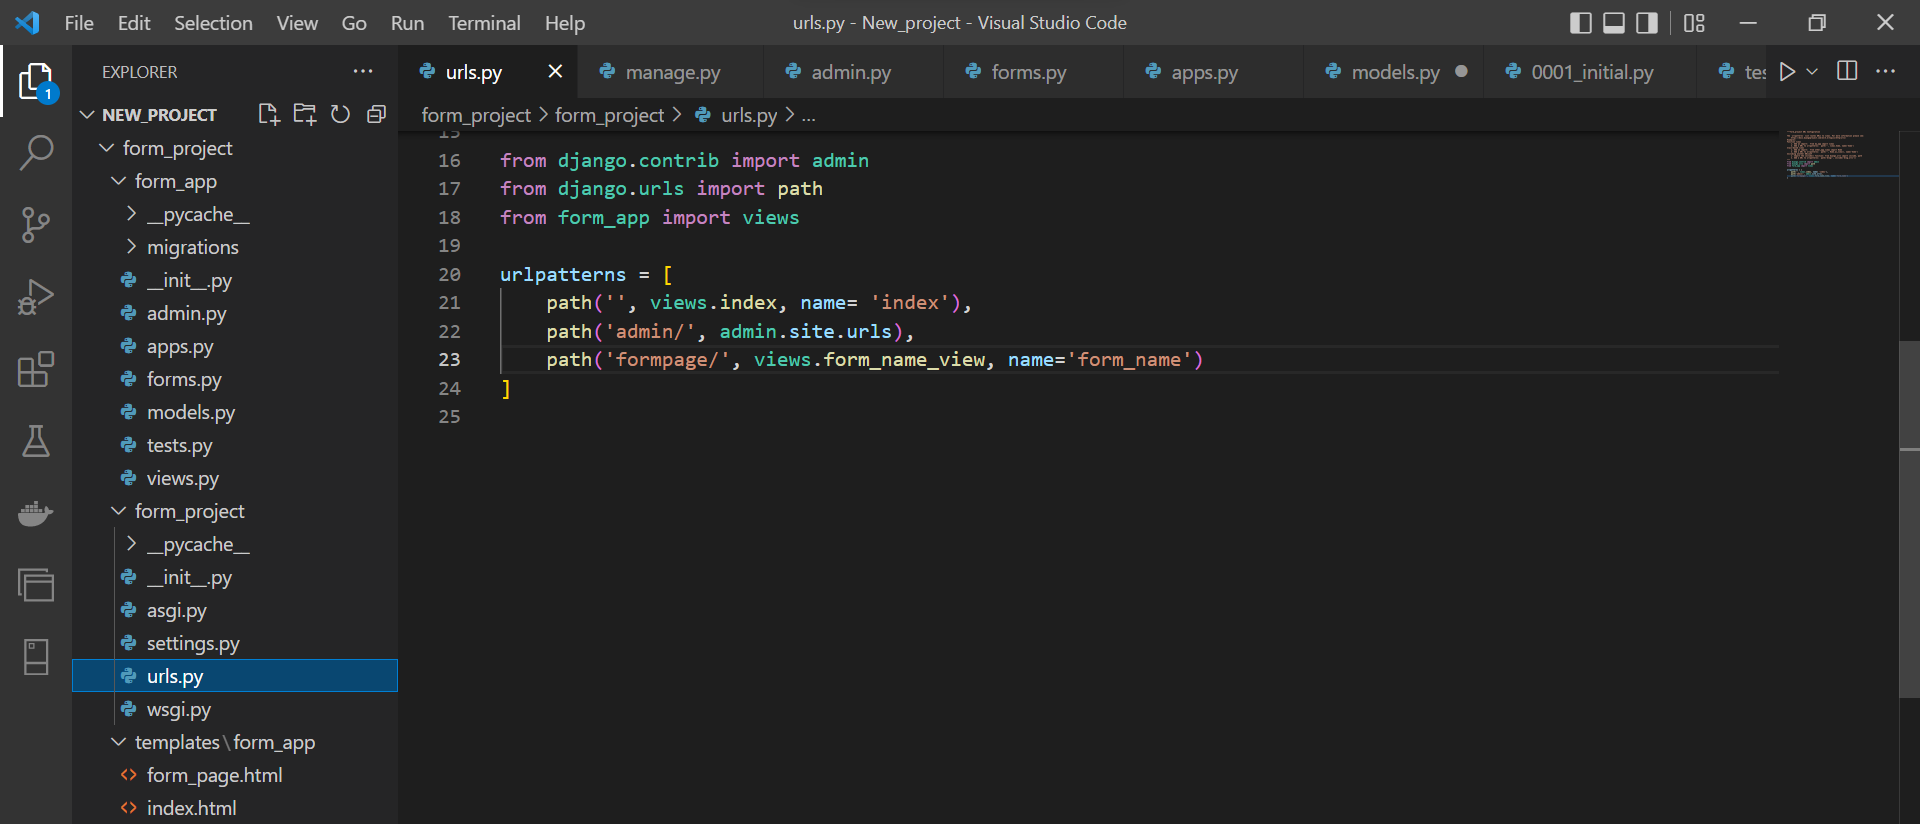 File Edit Selection View Go Run Terminal Help
urls.py - New_project - Visual Studio Code
EXPLORER
1
NEW_PROJECT
form_project
form_app
__pycache__
migrations
__init__.py
admin.py
apps.py
forms.py
models.py
tests.py
views.py
form_project
__pycache__
__init__.py
asgi.py
settings.py
urls.py
wsgi.py
templates\form_app
form_page.html
index.html
urls.py manage.py admin.py forms.py apps.py models.py 0001_initial.py tes
form_project > form_project > urls.py > ...
15
16 from django.contrib import admin
17 from django.urls import path
18 from form_app import views
19
20 urlpatterns = [
21     path('', views.index, name= 'index'),
22     path('admin/', admin.site.urls),
23     path('formpage/', views.form_name_view, name='form_name')
24 ]
25